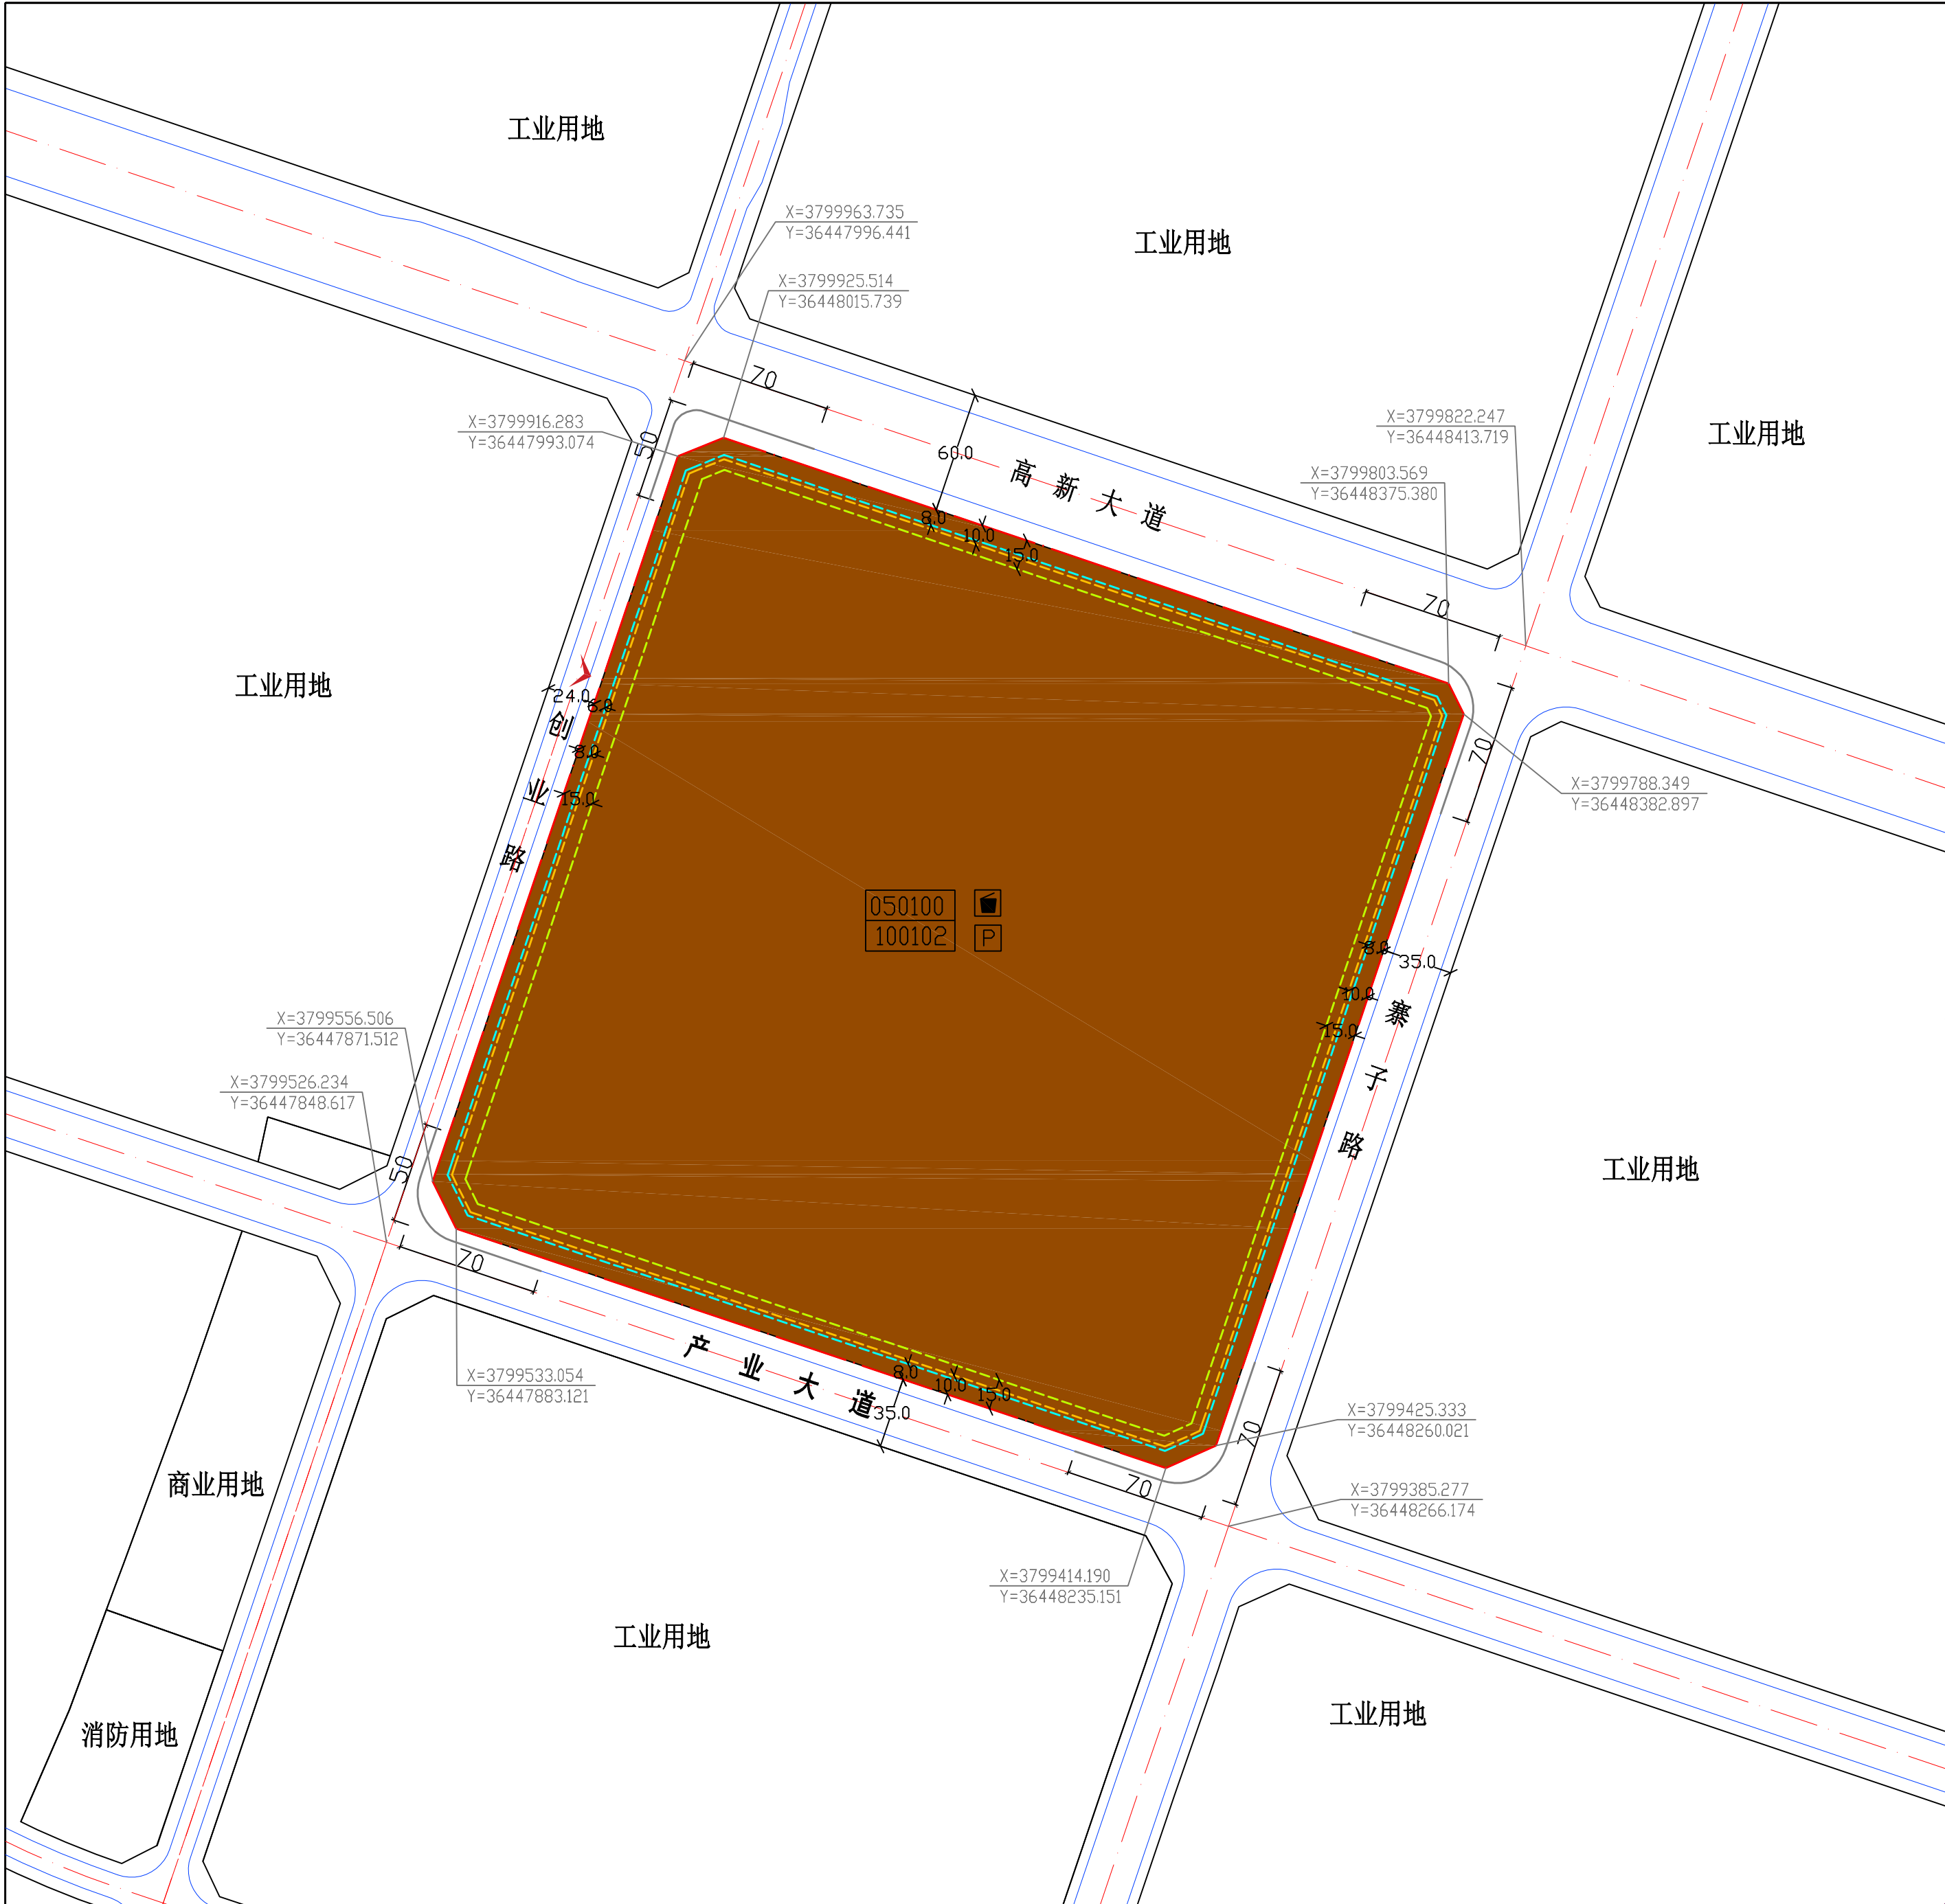 工业用地
X=3799963.735
Y=36447996.441
工业用地
X=3799925.514
Y=36448015.739
70
X=3799916.283
Y=36447993.074
50
60.0
X=3799822.247
Y=36448413.719
工业用地
高新大道
X=3799803.569
Y=36448375.380
8.0
10.0
15.0
70
工业用地
24.0
6.0
8.0
15.0
创业路
70
X=3799788.349
Y=36448382.897
050100
100102
P
8.0
35.0
10.0
15.0
寨子路
X=3799556.506
Y=36447871.512
X=3799526.234
Y=36447848.617
50
工业用地
70
产业大道
8.0
10.0
15.0
35.0
X=3799533.054
Y=36447883.121
X=3799425.333
Y=36448260.021
70
商业用地
70
X=3799385.277
Y=36448266.174
X=3799414.190
Y=36448235.151
工业用地
消防用地
工业用地